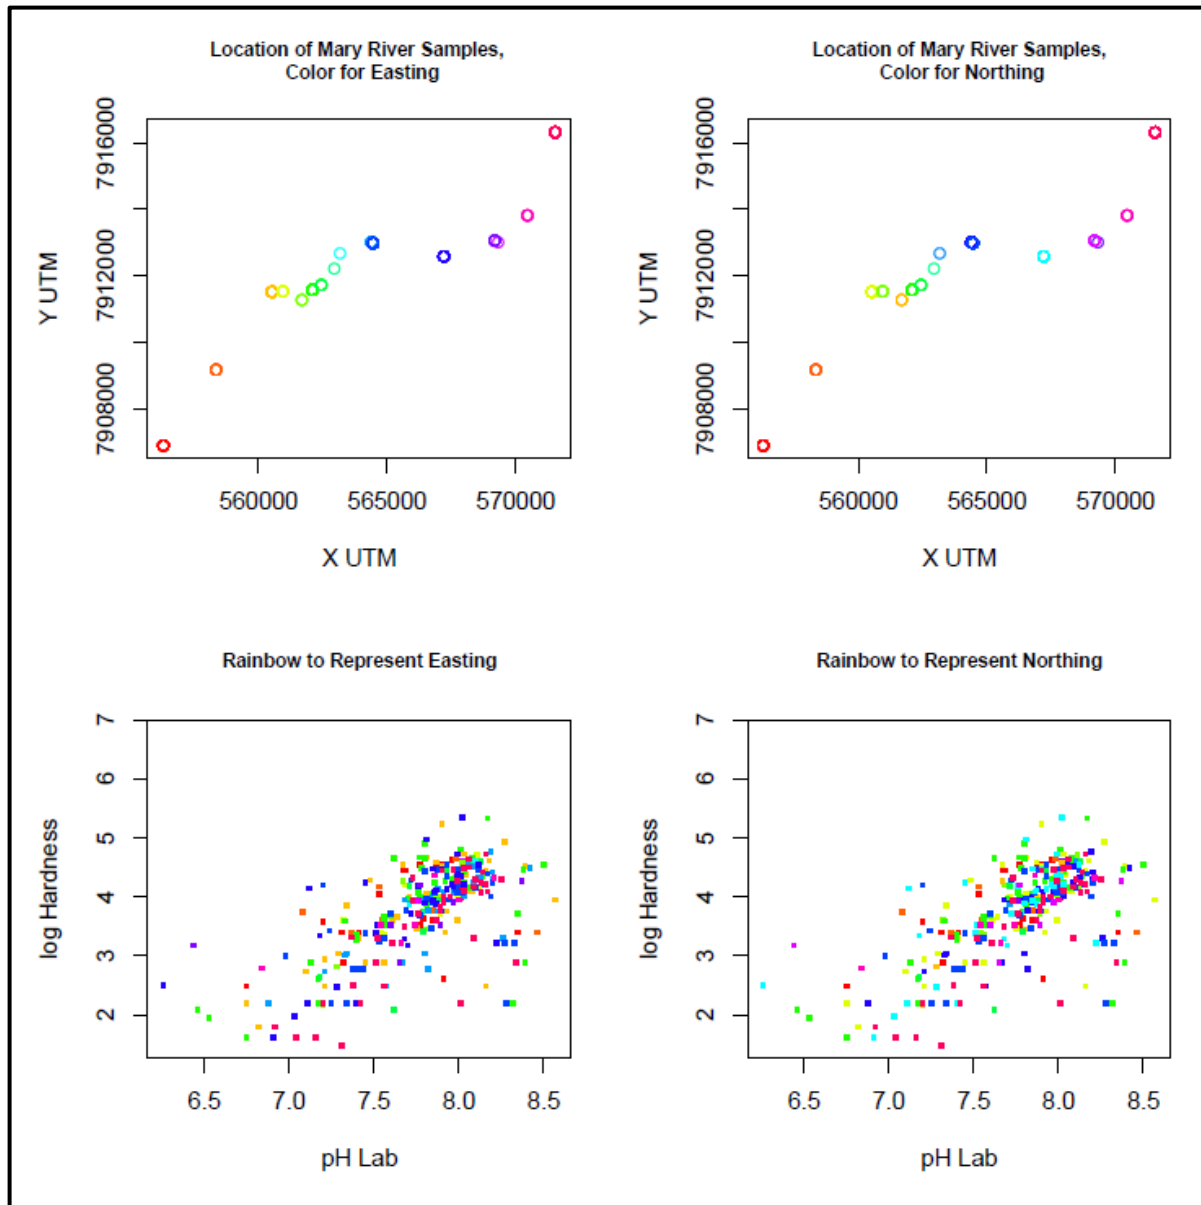 Location of Mary River Samples,
Color for Easting
Y UTM
7908000
7912000
7916000
560000
565000
570000
X UTM
Location of Mary River Samples,
Color for Northing
Y UTM
7908000
7912000
7916000
560000
565000
570000
X UTM
Rainbow to Represent Easting
log Hardness
7
6
5
4
3
2
6.5
7.0
7.5
8.0
8.5
pH Lab
Rainbow to Represent Northing
log Hardness
7
6
5
4
3
2
6.5
7.0
7.5
8.0
8.5
pH Lab